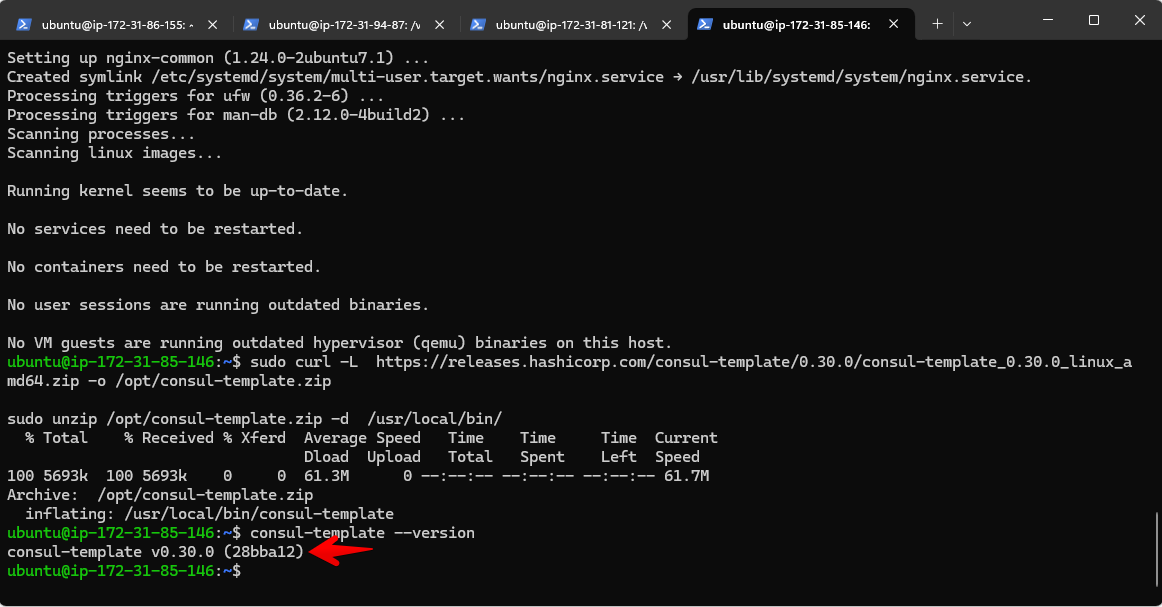 ubuntu@ip-172-31-86-155: ~
ubuntu@ip-172-31-94-87: /v
ubuntu@ip-172-31-81-121: /v
ubuntu@ip-172-31-85-146:
Setting up nginx-common (1.24.0-2ubuntu7.1) ...
Created symlink /etc/systemd/system/multi-user.target.wants/nginx.service → /usr/lib/systemd/system/nginx.service.
Processing triggers for ufw (0.36.2-6) ...
Processing triggers for man-db (2.12.0-4build2) ...
Scanning processes...
Scanning linux images...
Running kernel seems to be up-to-date.
No services need to be restarted.
No containers need to be restarted.
No user sessions are running outdated binaries.
No VM guests are running outdated hypervisor (qemu) binaries on this host.
ubuntu@ip-172-31-85-146:~$ sudo curl -L  https://releases.hashicorp.com/consul-template/0.30.0/consul-template_0.30.0_linux_a
md64.zip -o /opt/consul-template.zip
sudo unzip /opt/consul-template.zip -d  /usr/local/bin/
  % Total    % Received % Xferd  Average Speed   Time    Time     Time  Current
                                 Dload  Upload   Total   Spent    Left  Speed
100 5693k  100 5693k    0     0  61.3M      0 --:--:-- --:--:-- --:--:-- 61.7M
Archive:  /opt/consul-template.zip
  inflating: /usr/local/bin/consul-template
ubuntu@ip-172-31-85-146:~$ consul-template --version
consul-template v0.30.0 (28bba12)
ubuntu@ip-172-31-85-146:~$